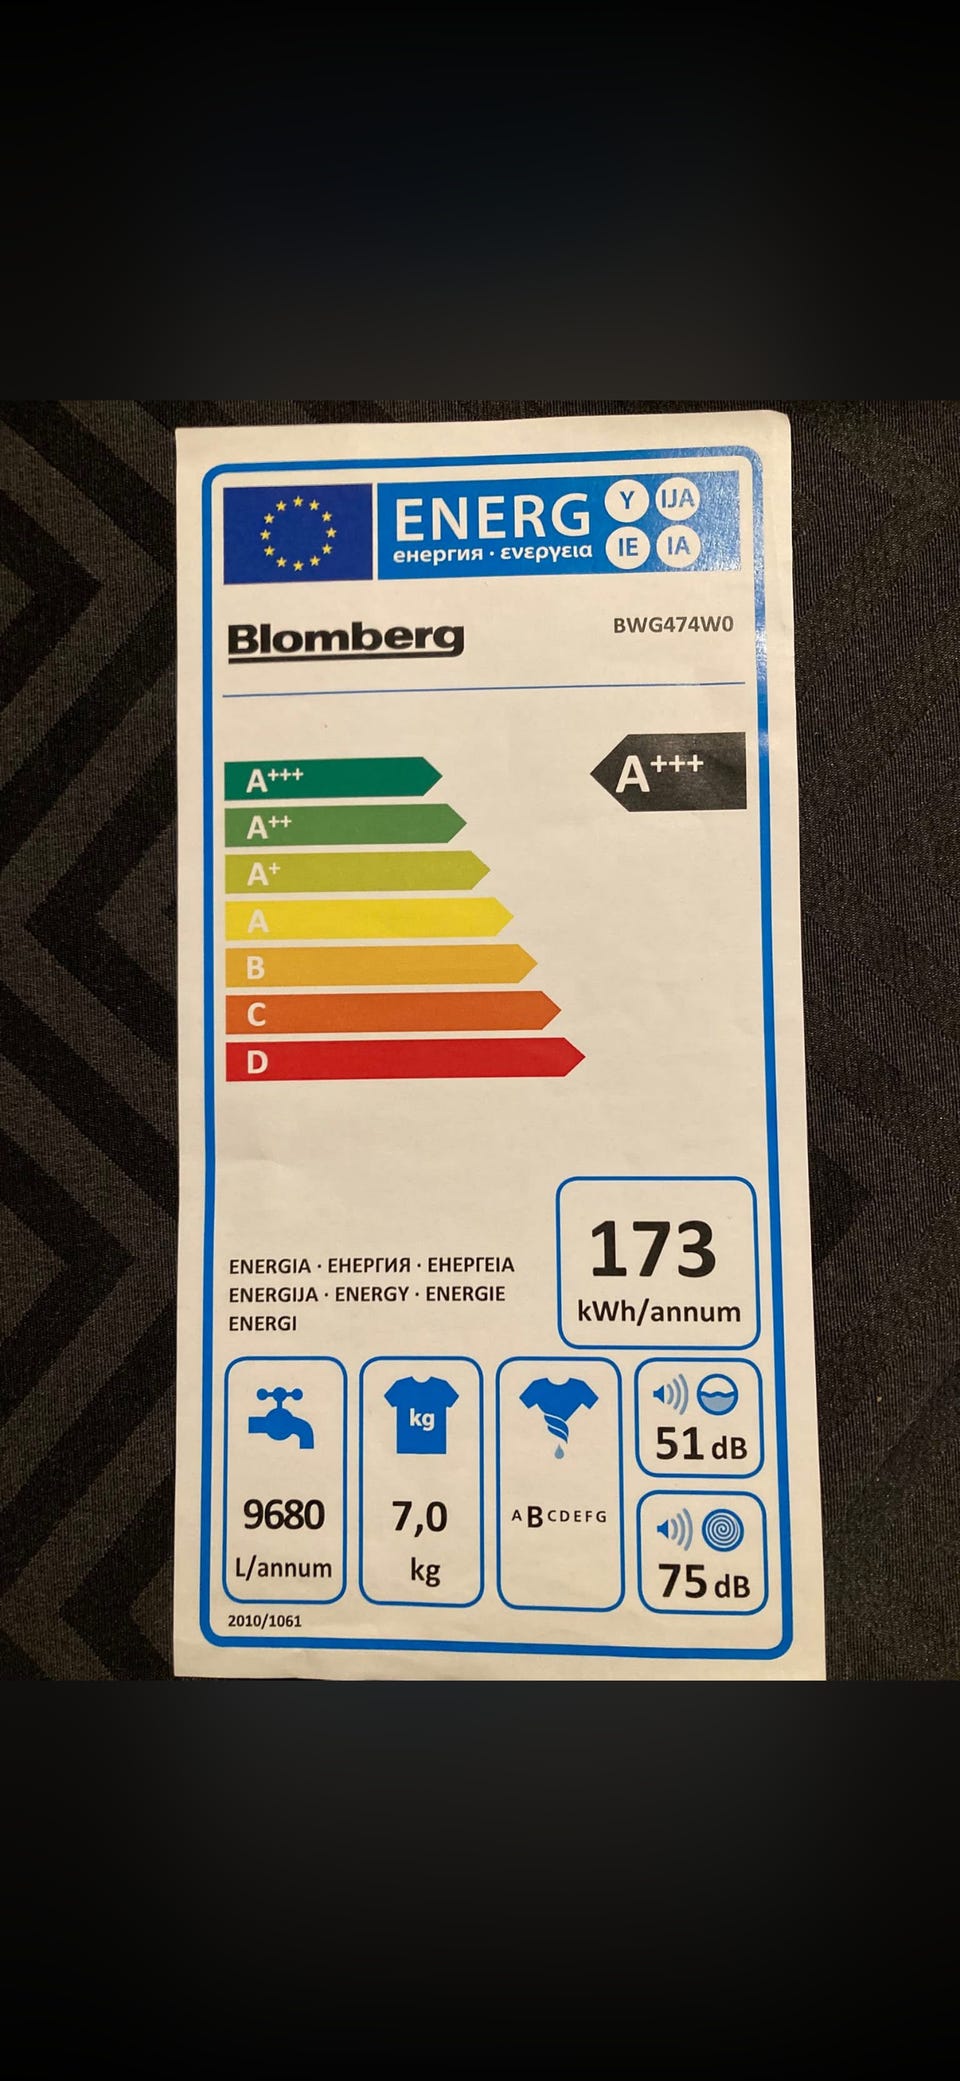 ENERG Y IJA
енергия · ενεργεια IE IA
Blomberg BWG474W0
A+++ A+++
A++
A+
A
B
C
D
173
kWh/annum
ENERGIA · ЕНЕРГИЯ · ΕΝΕΡΓΕΙΑ
ENERGIJA · ENERGY · ENERGIE
ENERGI
kg
9680
L/annum
7,0
kg
A B C D E F G
51 dB
75 dB
2010/1061